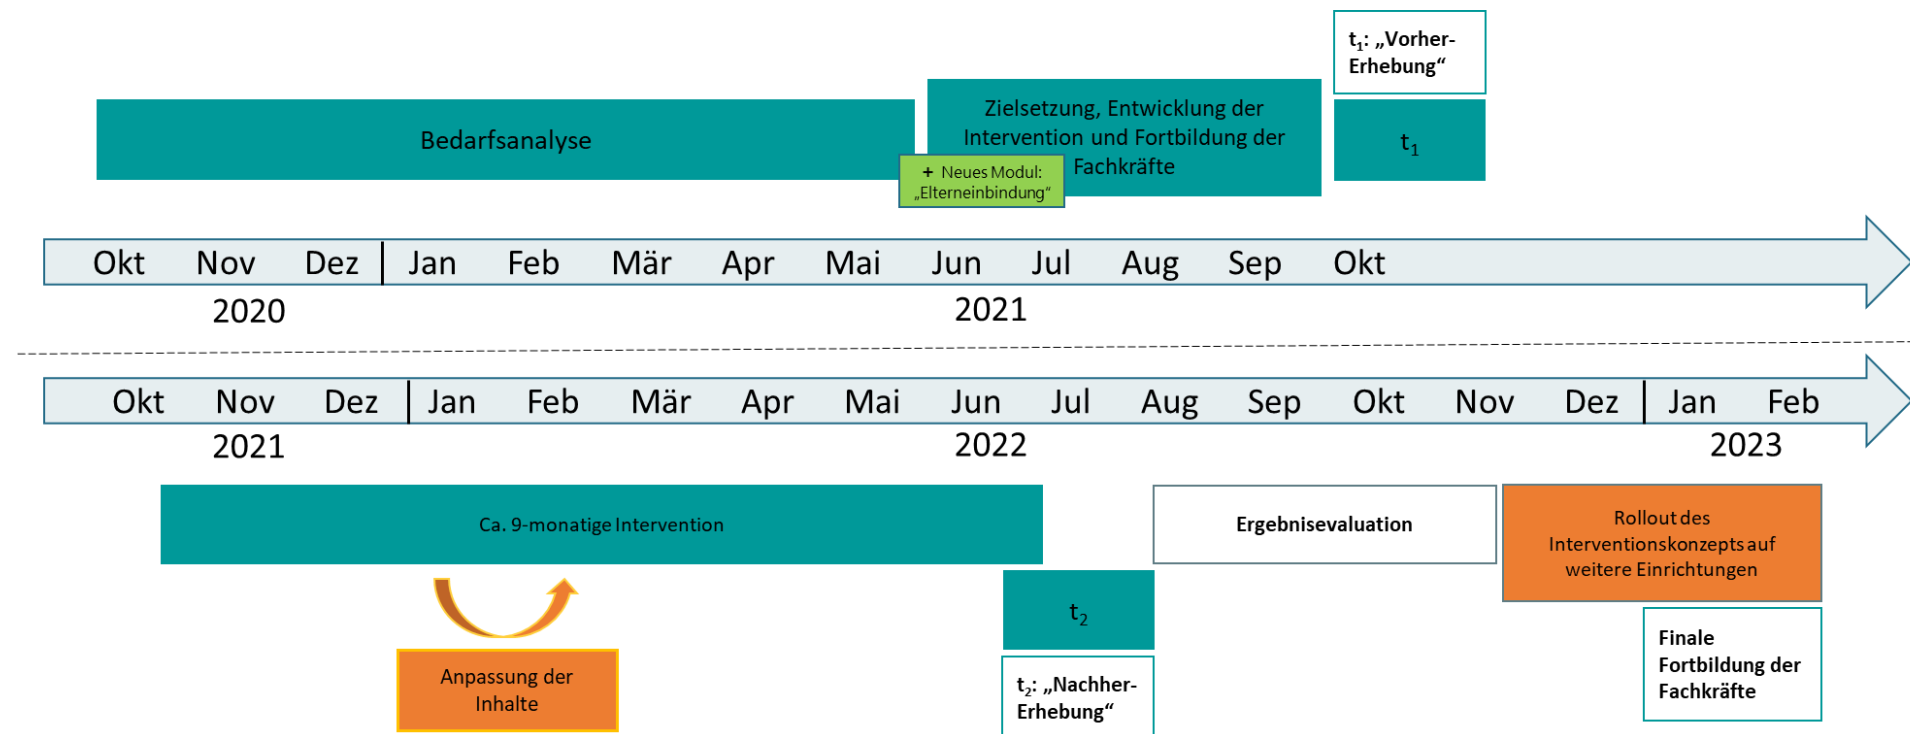 t₁: „Vorher-
Erhebung“
Bedarfsanalyse
Zielsetzung, Entwicklung der
Intervention und Fortbildung der
Fachkräfte
t₁
+ Neues Modul:
„Elterneinbindung“
Okt Nov Dez Jan Feb Mär Apr Mai Jun Jul Aug Sep Okt
2020 2021
Okt Nov Dez Jan Feb Mär Apr Mai Jun Jul Aug Sep Okt Nov Dez Jan Feb
2021 2022 2023
Ca. 9-monatige Intervention
Ergebnisevaluation
Rollout des
Interventionskonzepts auf
weitere Einrichtungen
t₂
Anpassung der
Inhalte
t₂: „Nachher-
Erhebung“
Finale
Fortbildung der
Fachkräfte